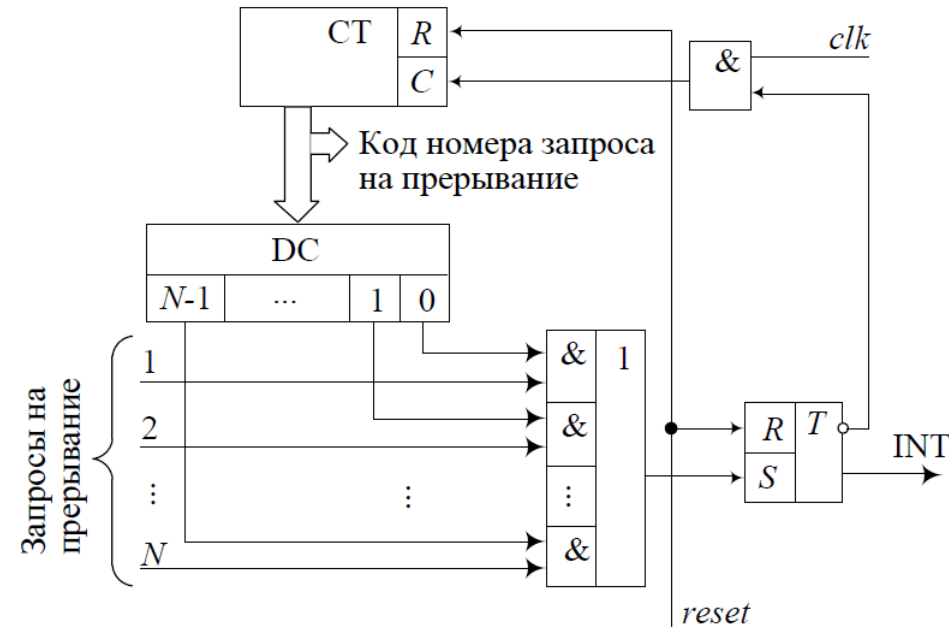 CT
R
C
&
clk
Код номера запроса
на прерывание
DC
N-1 ... 1 0
Запросы на
прерывание
1
2
⋮
N
⋮
& 1
&
⋮
&
R T
S
INT
reset